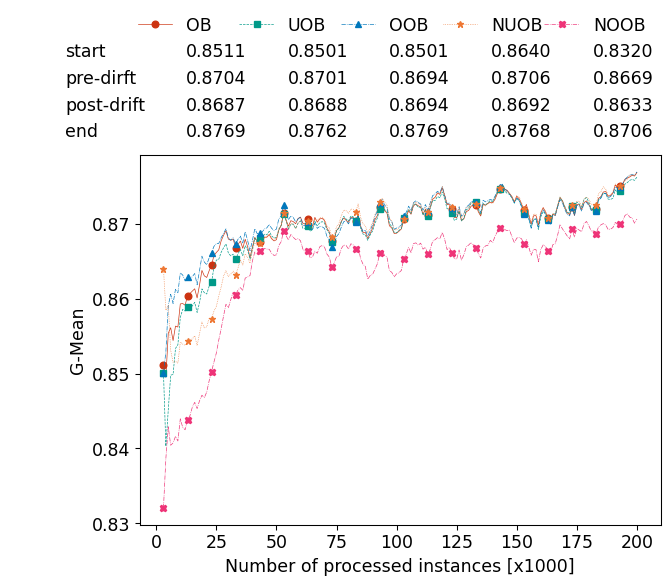 OB UOB OOB NUOB NOOB
start 0.8511 0.8501 0.8501 0.8640 0.8320
pre-dirft 0.8704 0.8701 0.8694 0.8706 0.8669
post-drift 0.8687 0.8688 0.8694 0.8692 0.8633
end 0.8769 0.8762 0.8769 0.8768 0.8706
G-Mean
0.87
0.86
0.85
0.84
0.83
0 25 50 75 100 125 150 175 200
Number of processed instances [x1000]